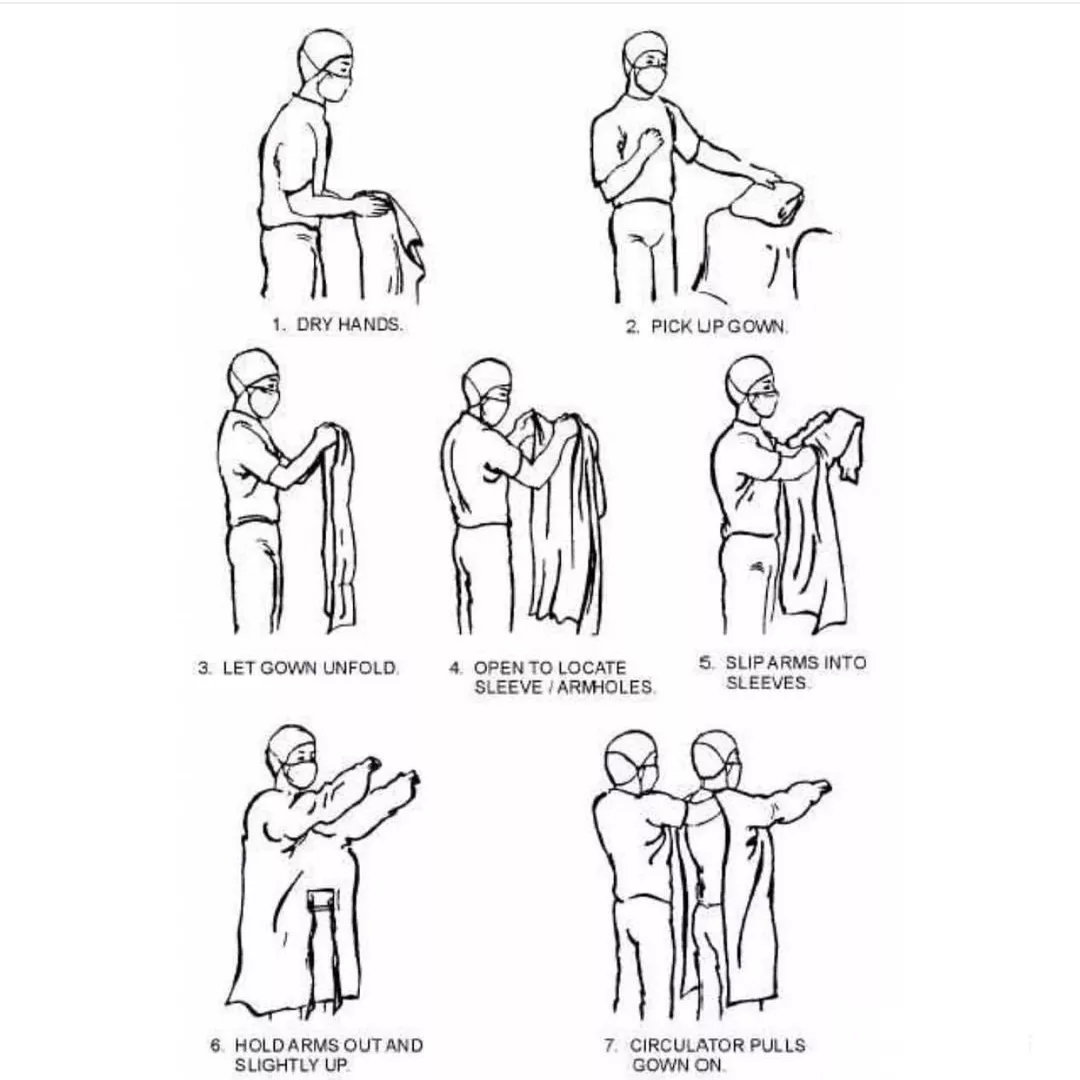 1. DRY HANDS.
2. PICK UP GOWN.
3. LET GOWN UNFOLD.
4. OPEN TO LOCATE
SLEEVE / ARMHOLES.
5. SLIP ARMS INTO
SLEEVES.
6. HOLD ARMS OUT AND
SLIGHTLY UP.
7. CIRCULATOR PULLS
GOWN ON.